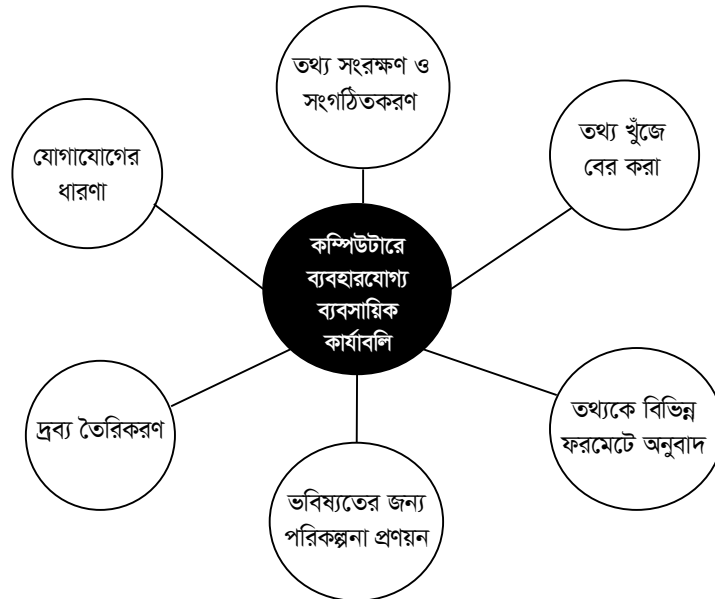 তথ্য সংরক্ষণ ও
সংগঠিতকরণ
তথ্য খুঁজে
বের করা
যোগাযোগের
ধারণা
কম্পিউটারে
ব্যবহারযোগ্য
ব্যবসায়িক
কার্যাবলি
দ্রব্য তৈরিকরণ
তথ্যকে বিভিন্ন
ফরমেটে অনুবাদ
ভবিষ্যতের জন্য
পরিকল্পনা প্রণয়ন